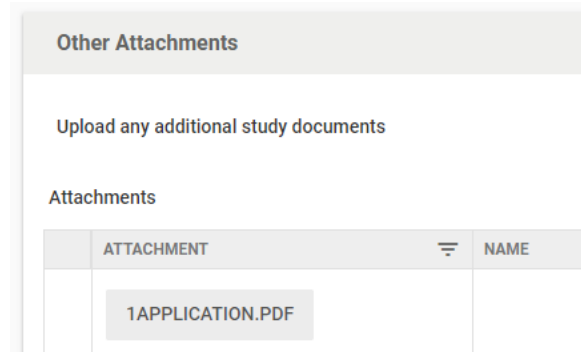 Other Attachments
Upload any additional study documents
Attachments
ATTACHMENT NAME
1APPLICATION.PDF